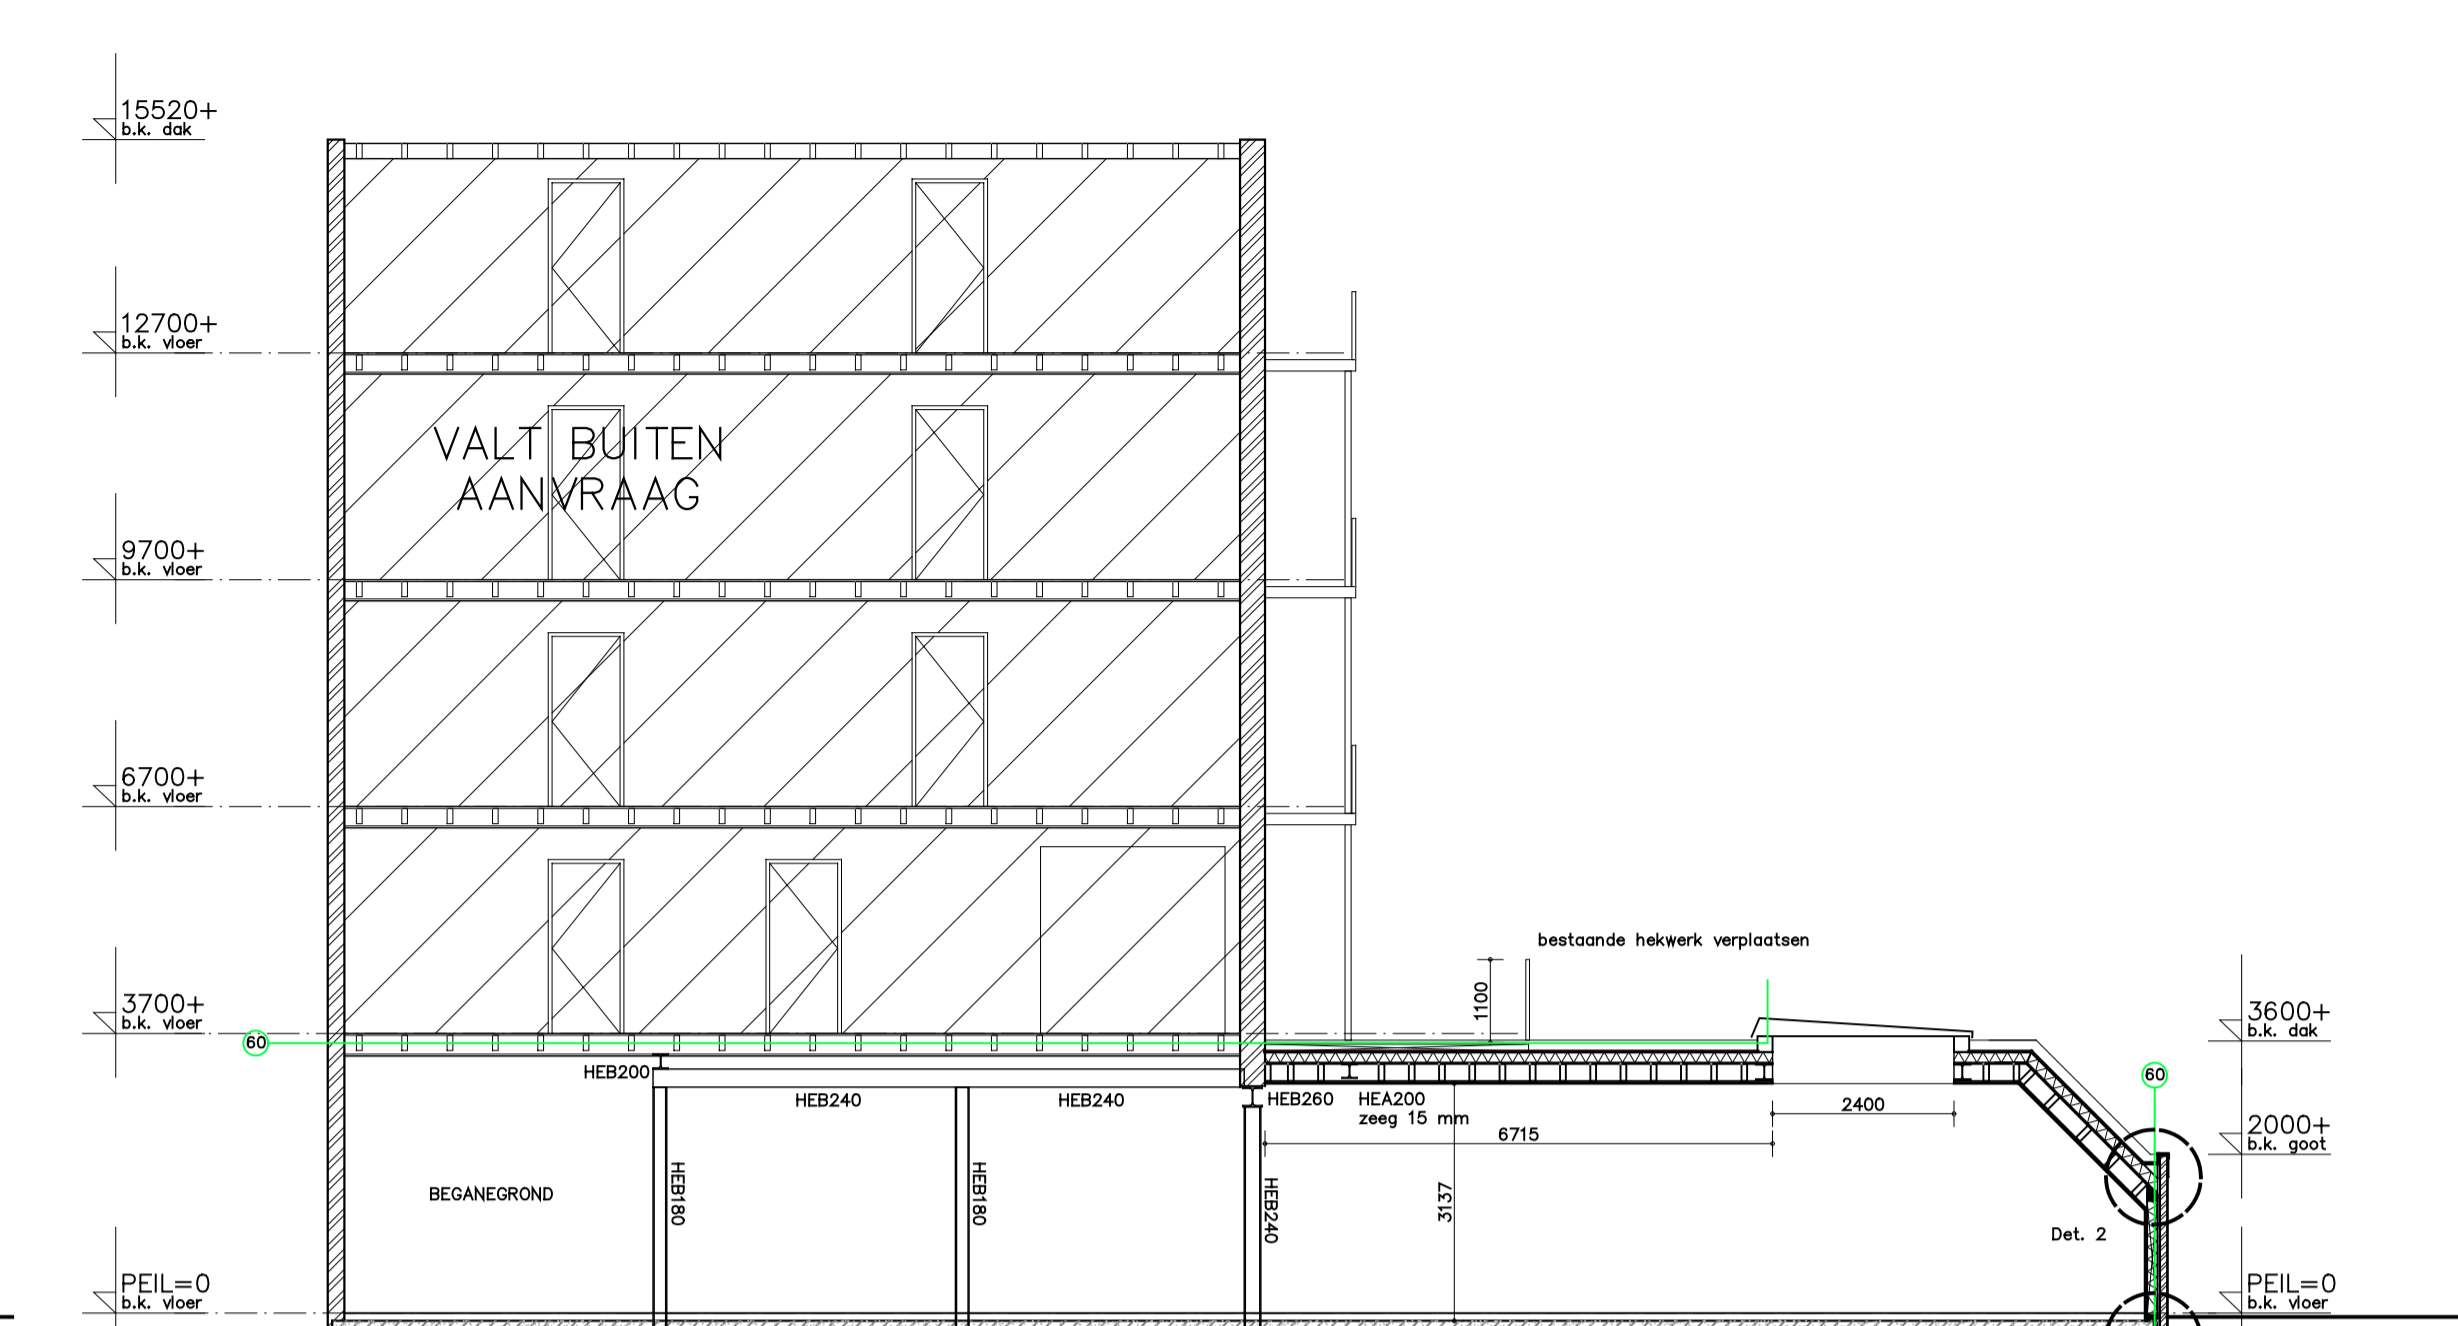 15520+
b.k. dak
12700+
b.k. vloer
VALT BUITEN
AANVRAAG
9700+
b.k. vloer
6700+
b.k. vloer
bestaande hekwerk verplaatsen
1100
3700+
b.k. vloer
3600+
b.k. dak
60
HEB200
HEB240
HEB240
HEB260
HEA200
zeeg 15 mm
2400
6715
60
2000+
b.k. goot
BEGANEGROND
HEB180
HEB180
HEB240
3137
Det. 2
PEIL=0
b.k. vloer
PEIL=0
b.k. vloer